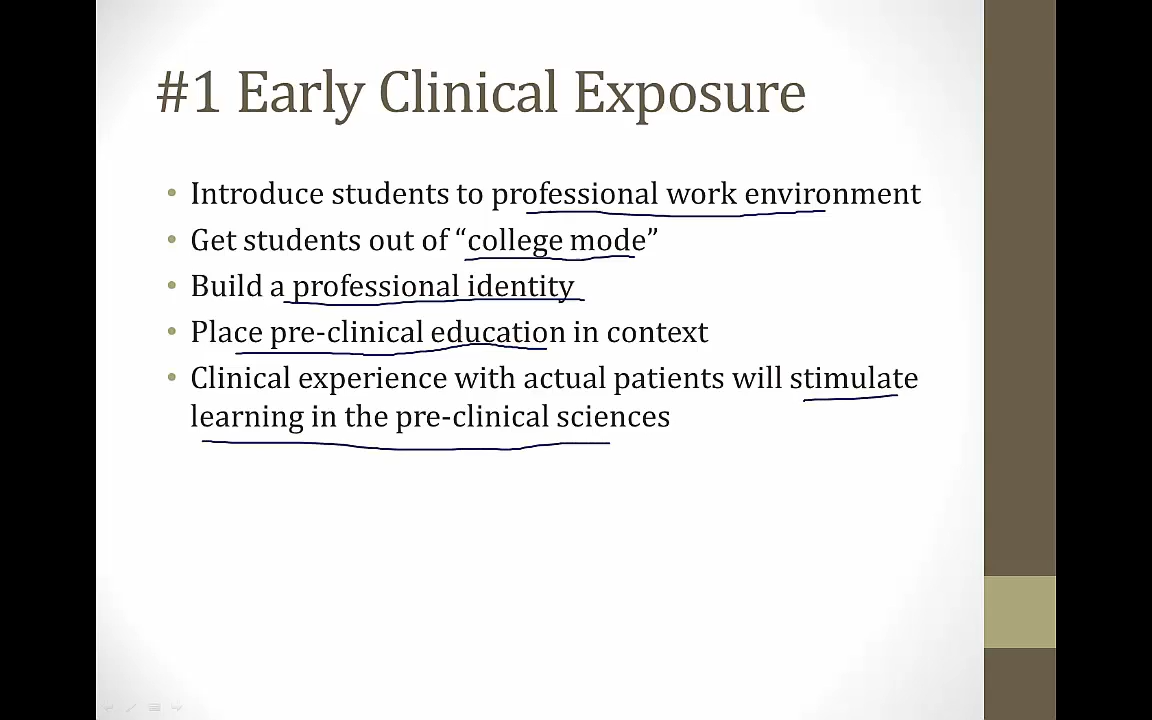 #1 Early Clinical Exposure
• Introduce students to professional work environment
• Get students out of “college mode”
• Build a professional identity
• Place pre-clinical education in context
• Clinical experience with actual patients will stimulate
learning in the pre-clinical sciences